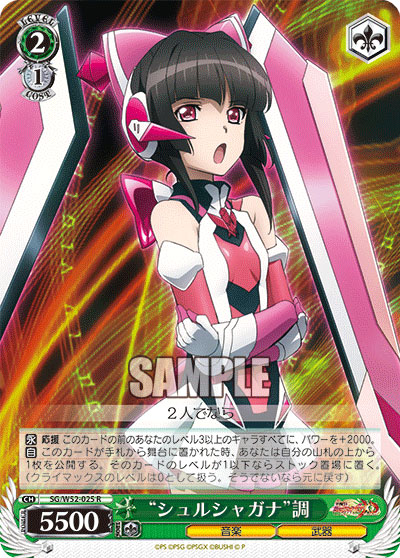 LEVEL
2
1
COST
SAMPLE
2人でなら
永 応援 このカードの前のあなたのレベル3以上のキャラすべてに、パワーを+2000。
自 このカードが手札から舞台に置かれた時、あなたは自分の山札の上から
1枚を公開する。そのカードのレベルが1以下ならストック置場に置く。
(クライマックスのレベルは0として扱う。そうでないなら元に戻す)
CH SG/W52-025 R
5500
“シュルシャガナ”調
音楽 武器
©PS ©PSG ©PSGX ©BUSHI ©P